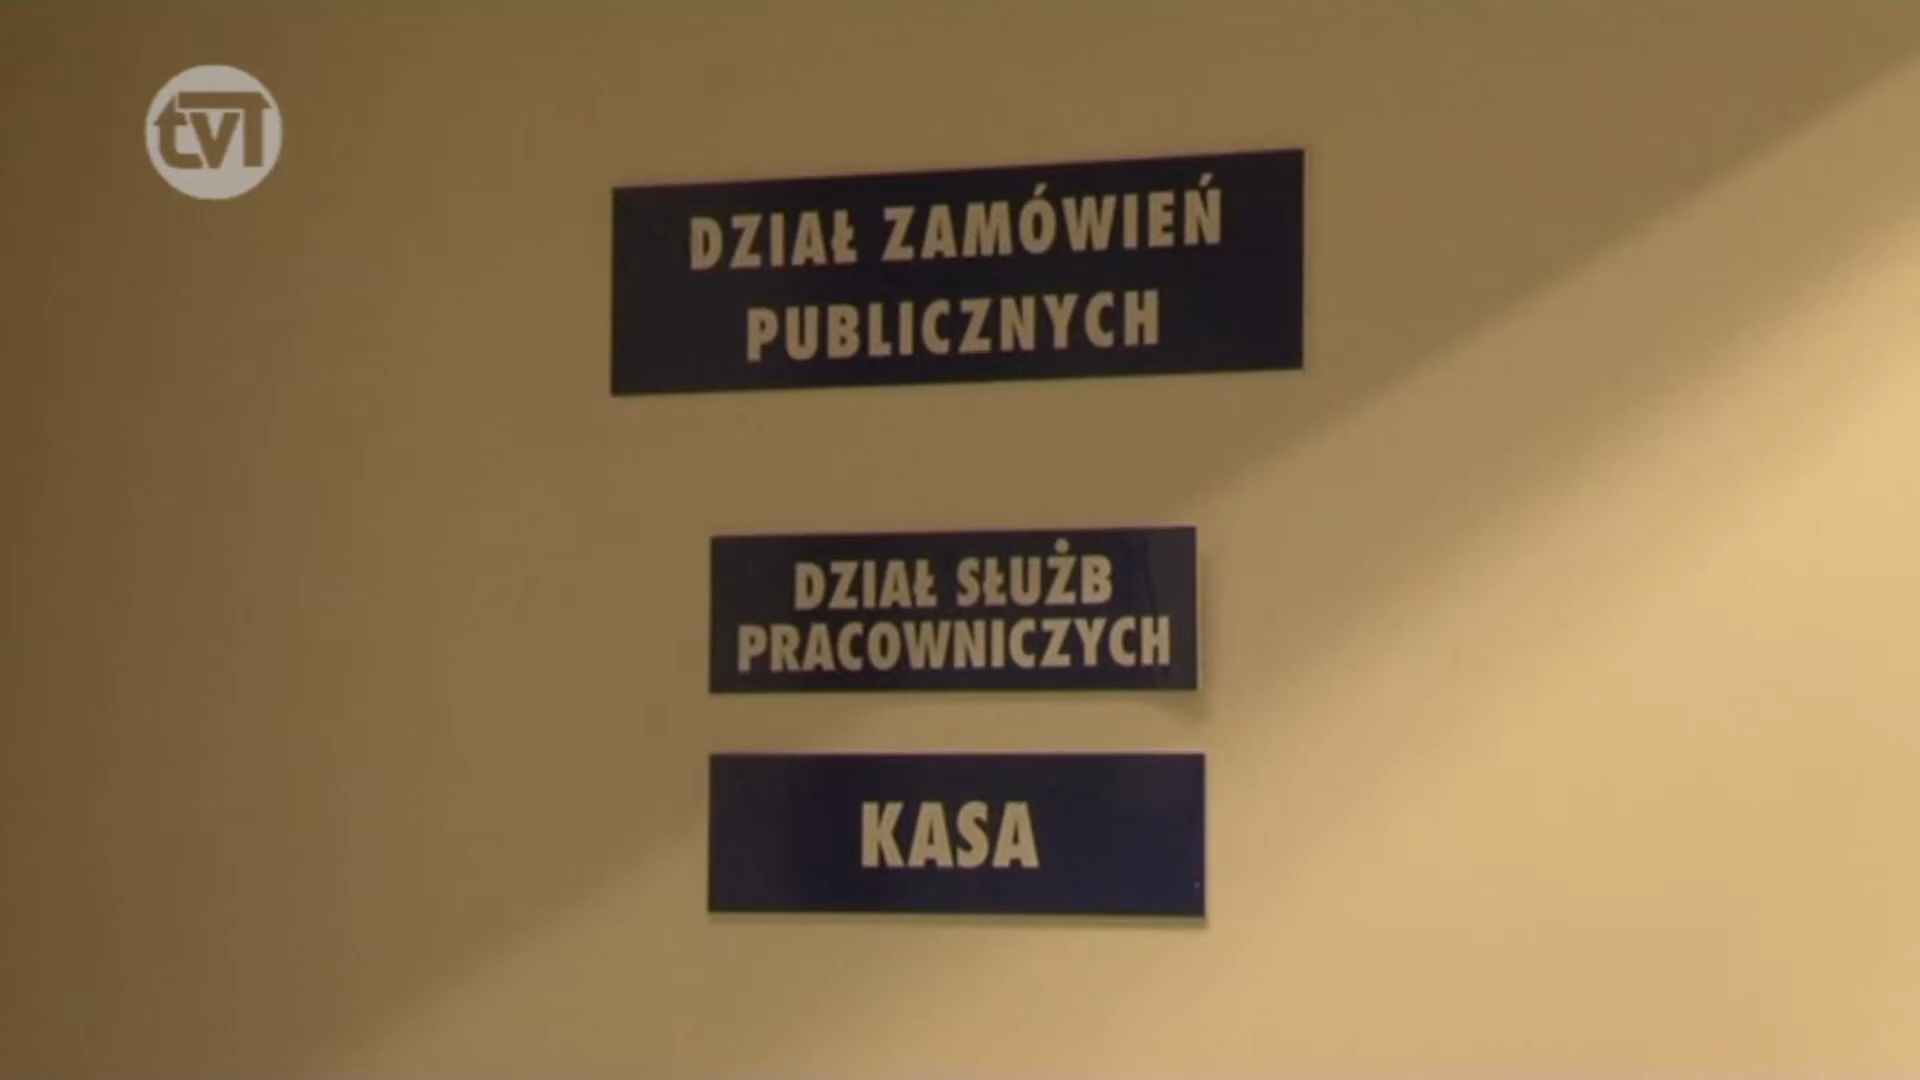 tvT
DZIAŁ ZAMÓWIEŃ
PUBLICZNYCH
DZIAŁ SŁUŻB
PRACOWNICZYCH
KASA